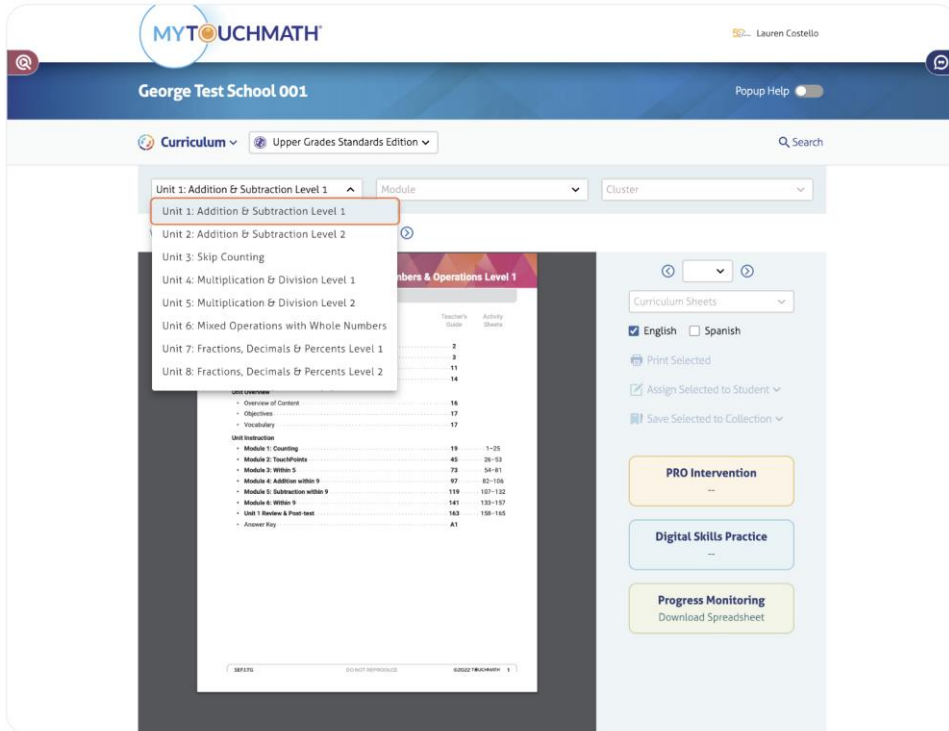 MYTOUCHMATH®
Lauren Costello
George Test School 001
Popup Help
Curriculum
Upper Grades Standards Edition
Search
Unit 1: Addition & Subtraction Level 1
Module
Cluster
Unit 1: Addition & Subtraction Level 1
Unit 2: Addition & Subtraction Level 2
Unit 3: Skip Counting
Unit 4: Multiplication & Division Level 1
Unit 5: Multiplication & Division Level 2
Unit 6: Mixed Operations with Whole Numbers
Unit 7: Fractions, Decimals & Percents Level 1
Unit 8: Fractions, Decimals & Percents Level 2
& Operations Level 1
Teacher's Guide
Activity Sheets
2
3
11
14
Unit Overview
• Overview of Content 16
• Objectives 17
• Vocabulary 17
Unit Instruction
• Module 1: Counting 19 1–25
• Module 2: TouchPoints 45 26–53
• Module 3: Within 5 73 54–81
• Module 4: Addition within 9 97 82–106
• Module 5: Subtraction within 9 119 107–132
• Module 6: Within 9 141 133–157
• Unit 1 Review & Post-test 163 158–165
• Answer Key A1
DO NOT REPRODUCE
©2022 TOUCHMATH 1
Curriculum Sheets
English
Spanish
Print Selected
Assign Selected to Student
Save Selected to Collection
PRO Intervention
--
Digital Skills Practice
--
Progress Monitoring
Download Spreadsheet